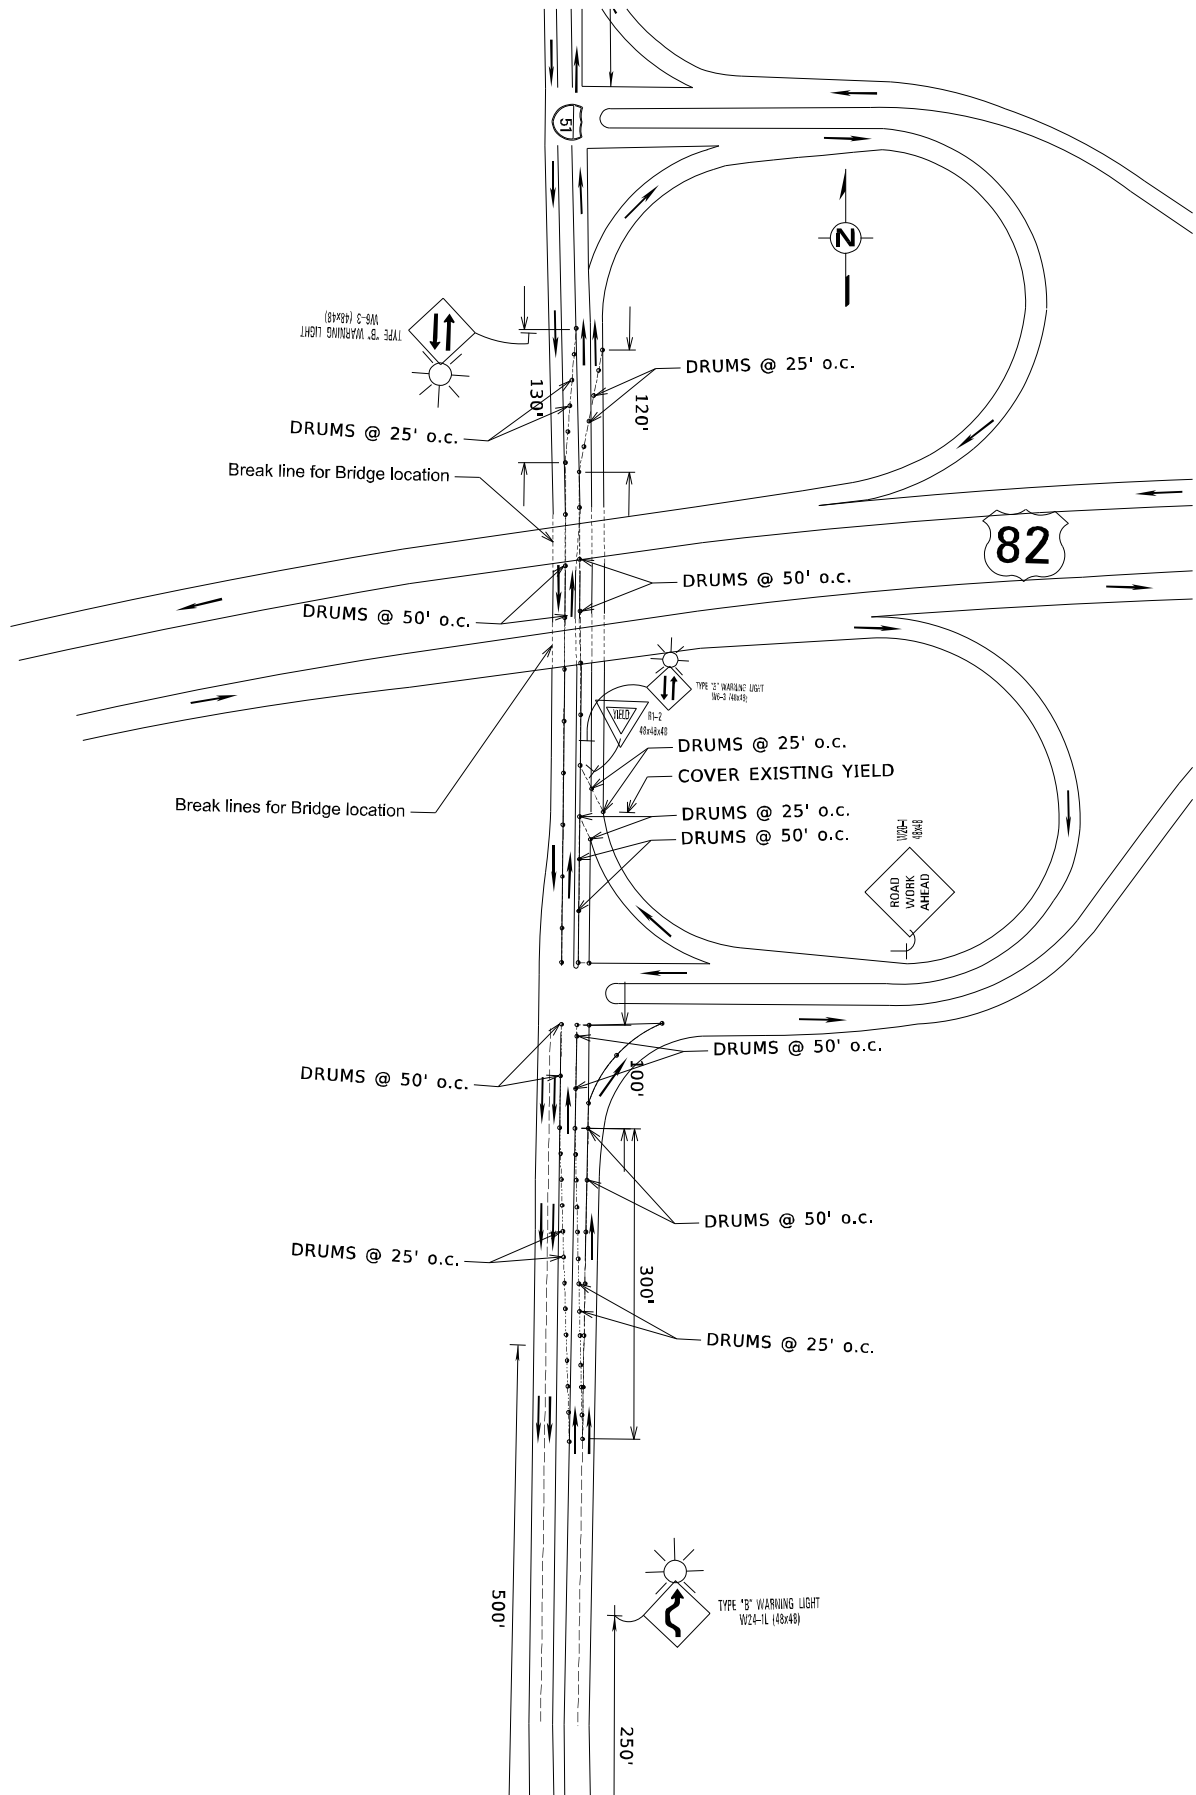 51
N
W6-3 (48x48)
TYPE "B" WARNING LIGHT
DRUMS @ 25' o.c.
130'
120'
DRUMS @ 25' o.c.
Break line for Bridge location
82
DRUMS @ 50' o.c.
DRUMS @ 50' o.c.
TYPE "B" WARNING LIGHT
W6-3 (48x48)
YIELD
R1-2
48x48x48
DRUMS @ 25' o.c.
COVER EXISTING YIELD
Break lines for Bridge location
DRUMS @ 25' o.c.
DRUMS @ 50' o.c.
W20-1
48x48
ROAD
WORK
AHEAD
DRUMS @ 50' o.c.
DRUMS @ 50' o.c.
100'
DRUMS @ 50' o.c.
DRUMS @ 25' o.c.
300'
DRUMS @ 25' o.c.
500'
TYPE "B" WARNING LIGHT
W24-1L (48x48)
250'